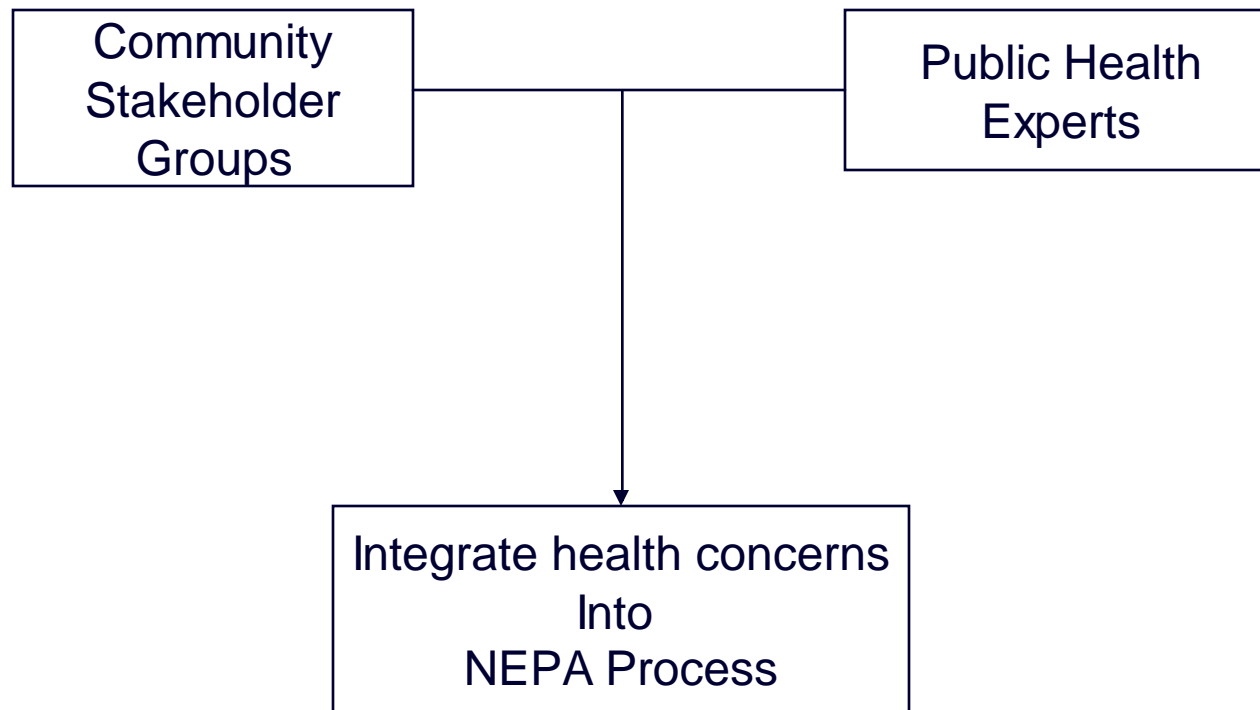 Community
Stakeholder
Groups
Public Health
Experts
Integrate health concerns
Into
NEPA Process